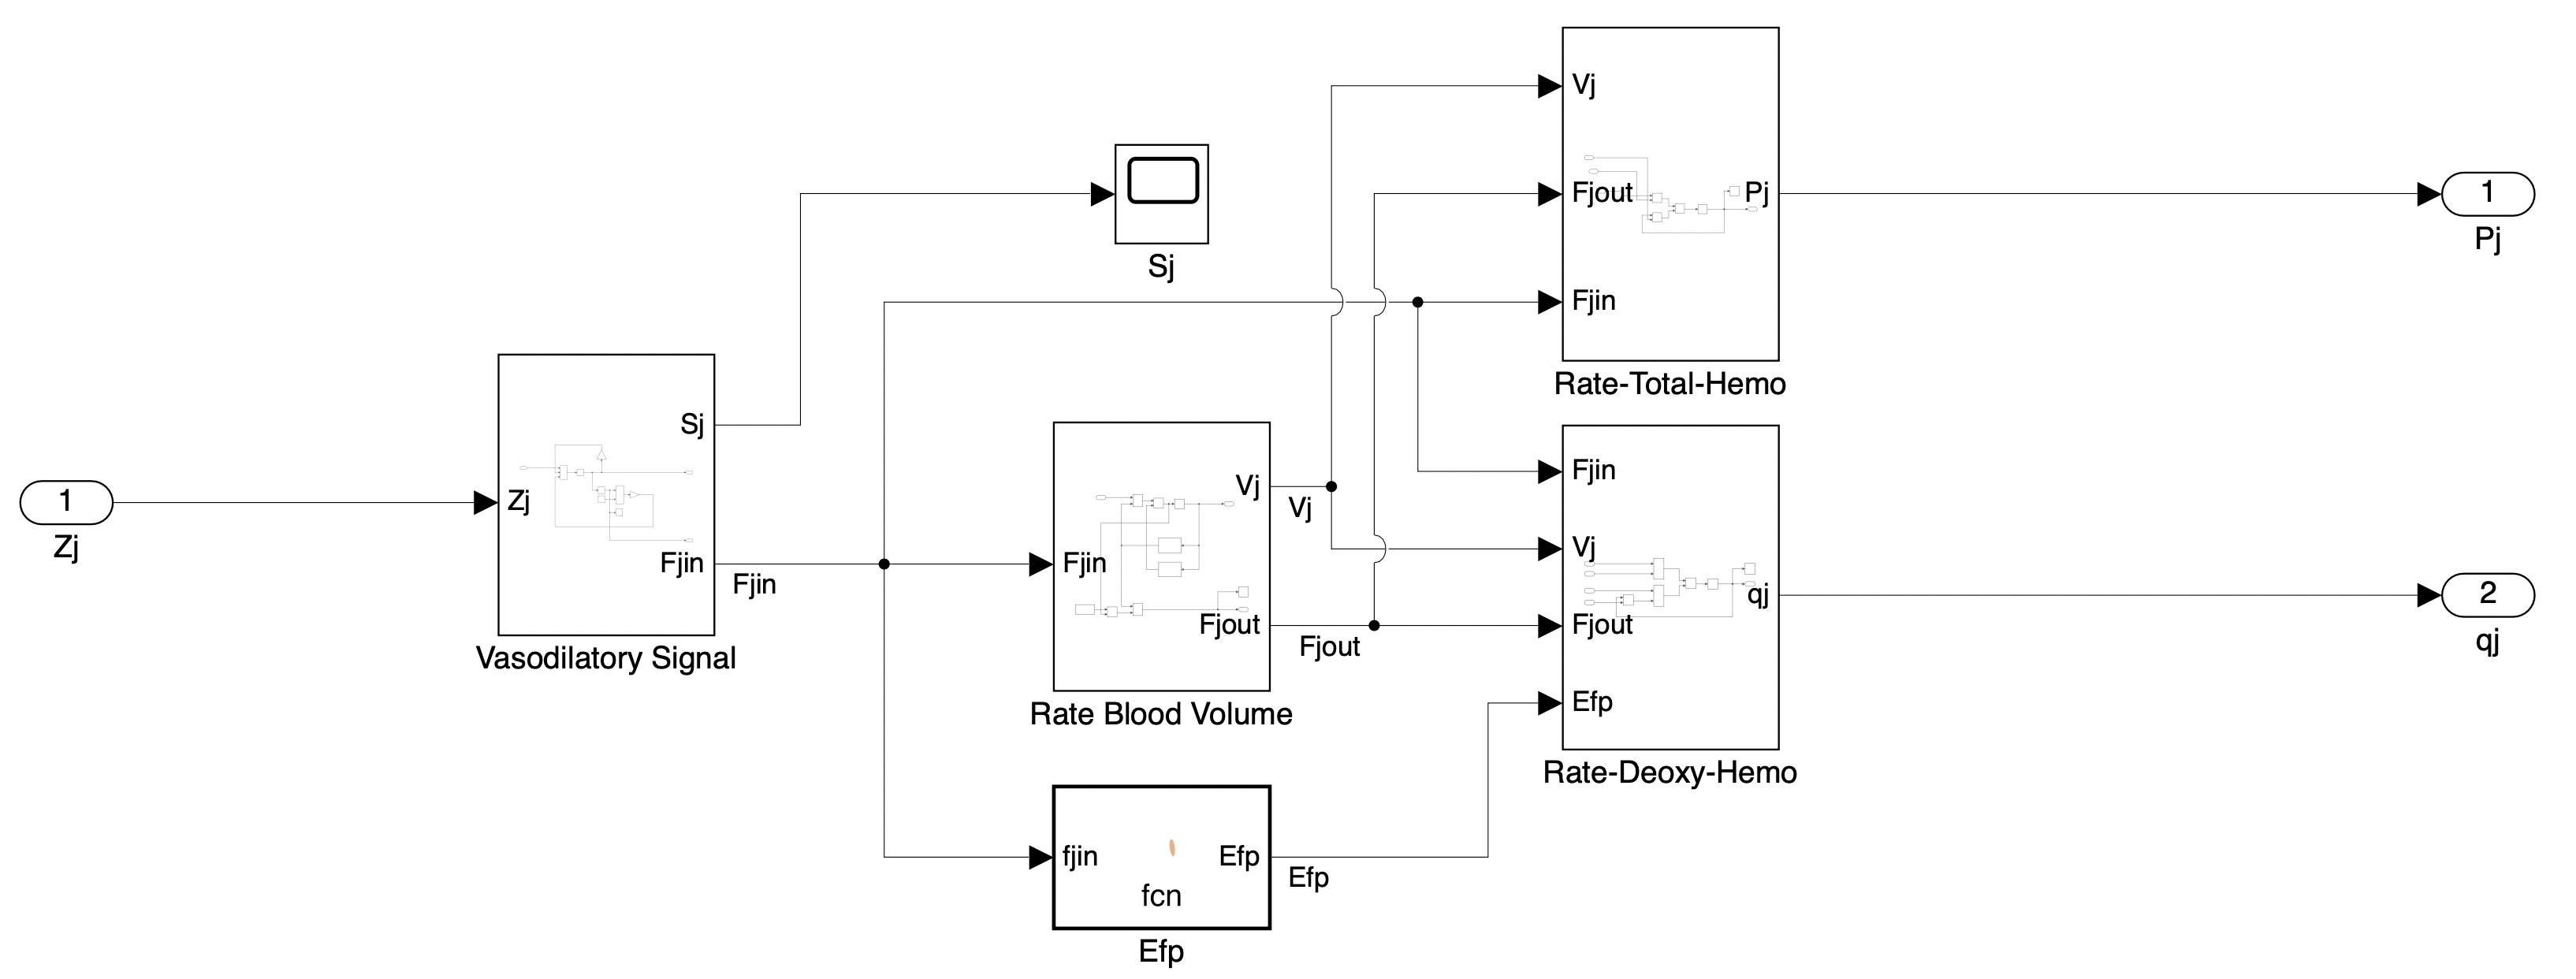 1
Zj
Zj
Sj
Fjin
Vasodilatory Signal
Fjin
Sj
Fjin
Vj
Fjout
Rate Blood Volume
Vj
Fjout
fjin
Efp
fcn
Efp
Efp
Vj
Fjout
Pj
Fjin
Rate-Total-Hemo
Fjin
Vj
qj
Fjout
Efp
Rate-Deoxy-Hemo
1
Pj
2
qj